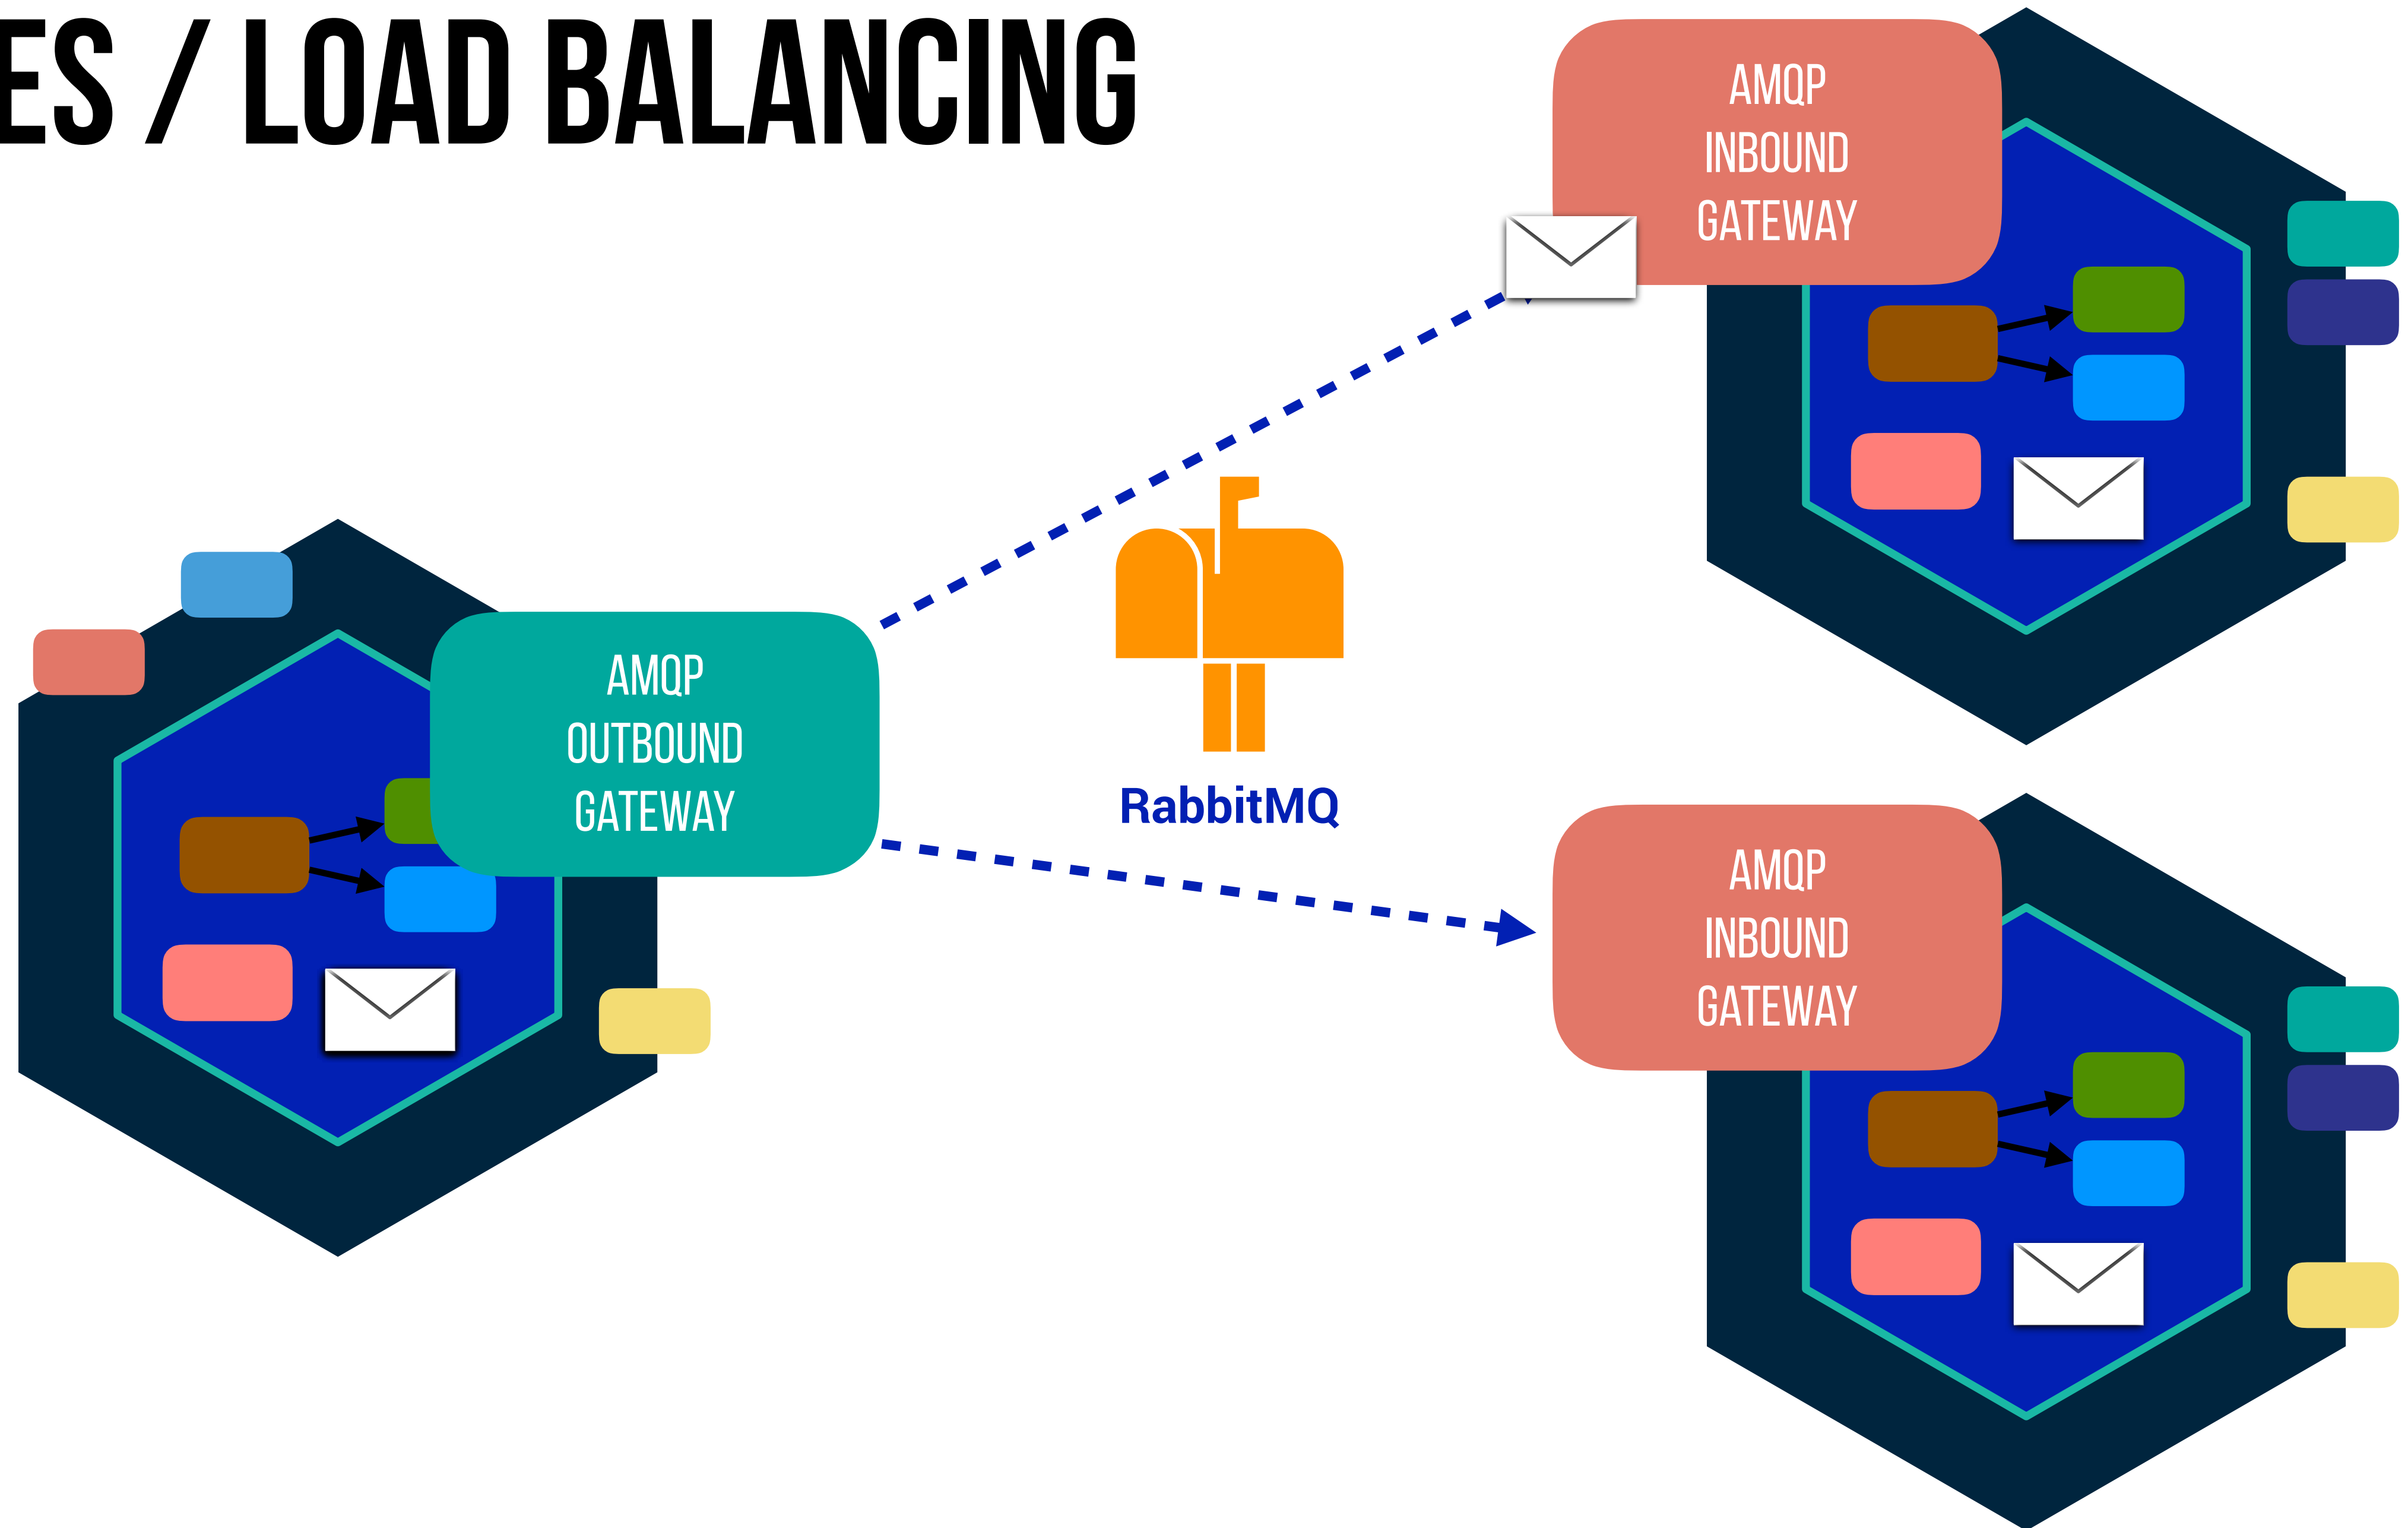 ES / LOAD BALANCING
AMQP
INBOUND
GATEWAY
AMQP
OUTBOUND
GATEWAY
RabbitMQ
AMQP
INBOUND
GATEWAY